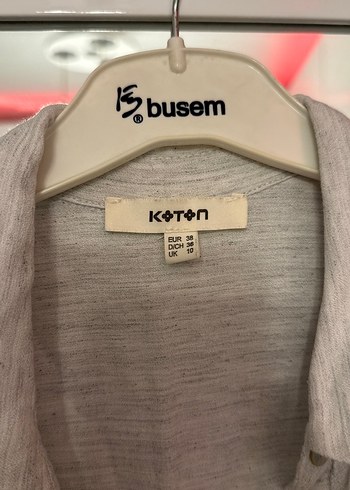 busem
®
KOTON
EUR 38
D/CH 38
UK 10